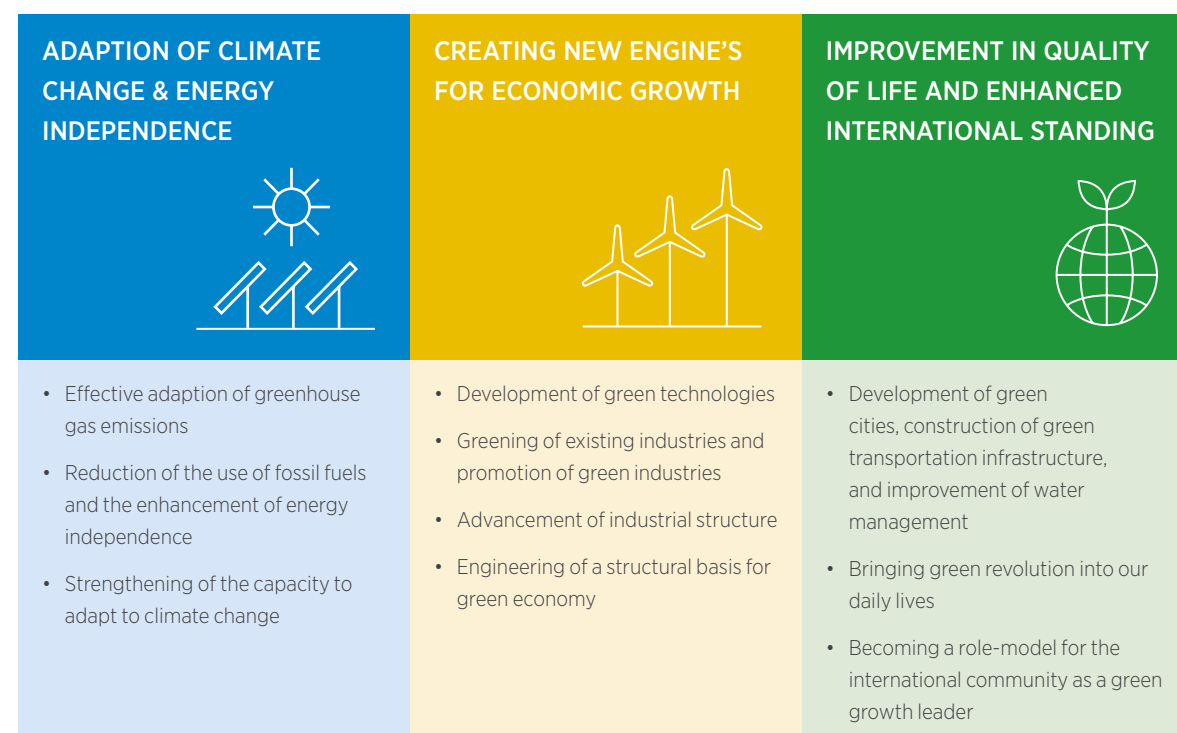 ADAPTION OF CLIMATE
CHANGE & ENERGY
INDEPENDENCE
• Effective adaption of greenhouse
gas emissions
• Reduction of the use of fossil fuels
and the enhancement of energy
independence
• Strengthening of the capacity to
adapt to climate change
CREATING NEW ENGINE’S
FOR ECONOMIC GROWTH
• Development of green technologies
• Greening of existing industries and
promotion of green industries
• Advancement of industrial structure
• Engineering of a structural basis for
green economy
IMPROVEMENT IN QUALITY
OF LIFE AND ENHANCED
INTERNATIONAL STANDING
• Development of green
cities, construction of green
transportation infrastructure,
and improvement of water
management
• Bringing green revolution into our
daily lives
• Becoming a role-model for the
international community as a green
growth leader